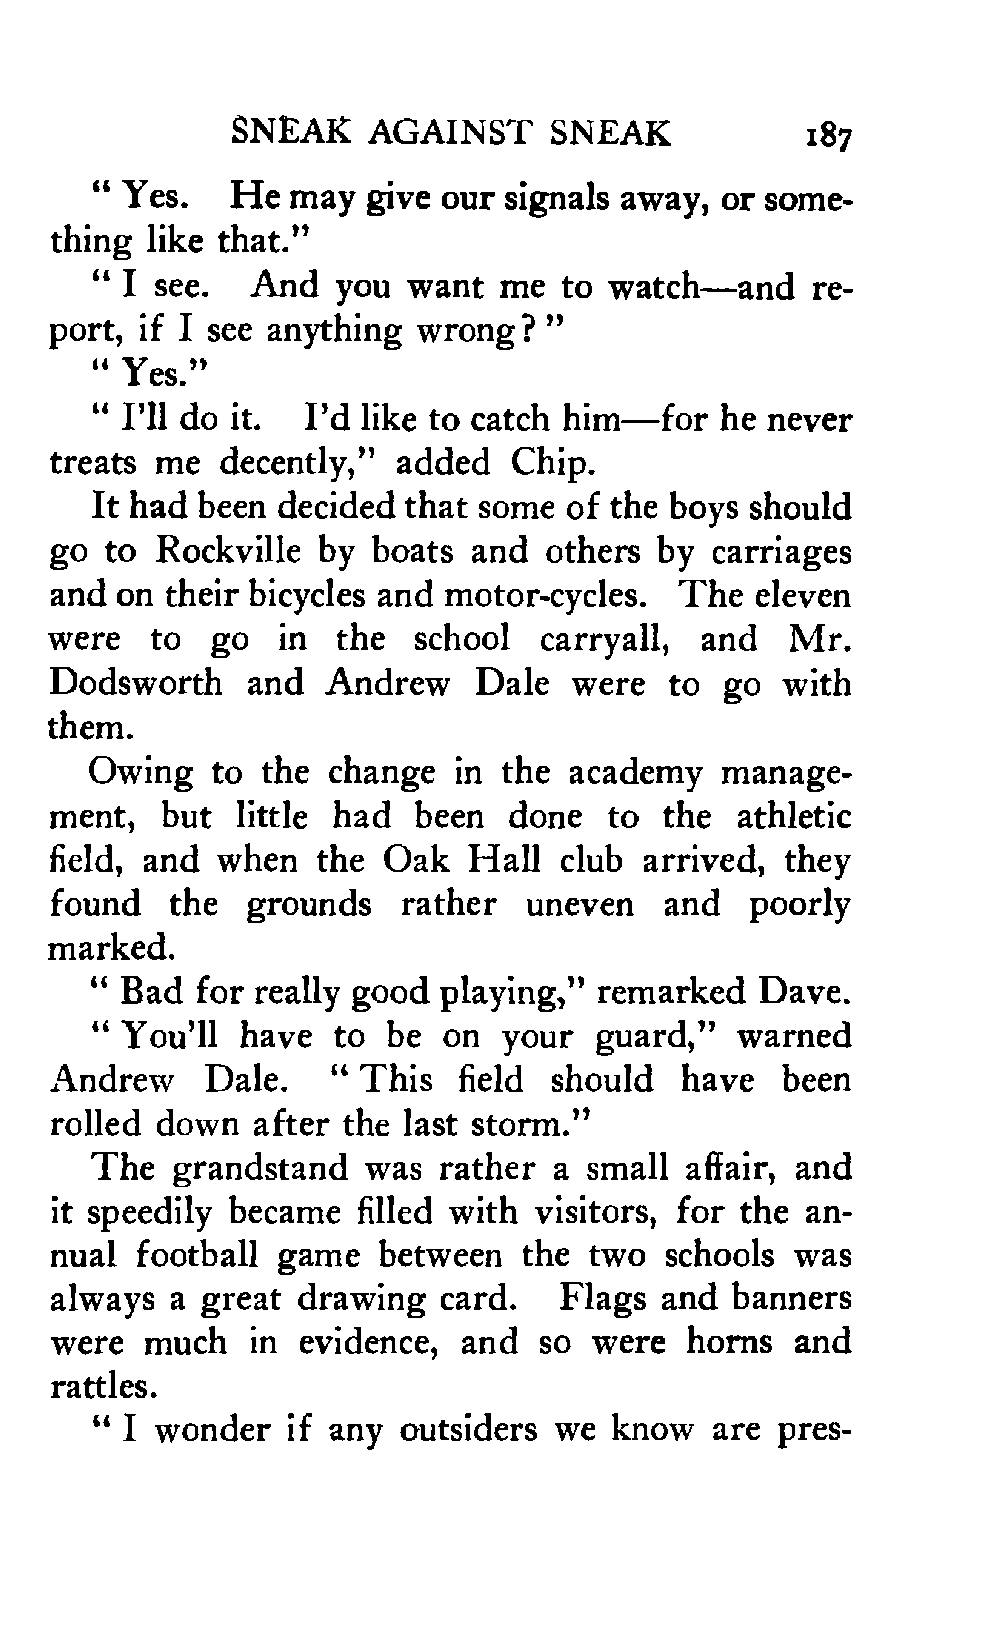 SNEAK AGAINST SNEAK 187
“ Yes. He may give our signals away, or some-
thing like that.”
“ I see. And you want me to watch—and re-
port, if I see anything wrong? ”
“ Yes.”
“ I’ll do it. I’d like to catch him—for he never
treats me decently,” added Chip.
It had been decided that some of the boys should
go to Rockville by boats and others by carriages
and on their bicycles and motor-cycles. The eleven
were to go in the school carryall, and Mr.
Dodsworth and Andrew Dale were to go with
them.
Owing to the change in the academy manage-
ment, but little had been done to the athletic
field, and when the Oak Hall club arrived, they
found the grounds rather uneven and poorly
marked.
“ Bad for really good playing,” remarked Dave.
“ You’ll have to be on your guard,” warned
Andrew Dale. “ This field should have been
rolled down after the last storm.”
The grandstand was rather a small affair, and
it speedily became filled with visitors, for the an-
nual football game between the two schools was
always a great drawing card. Flags and banners
were much in evidence, and so were horns and
rattles.
“ I wonder if any outsiders we know are pres-